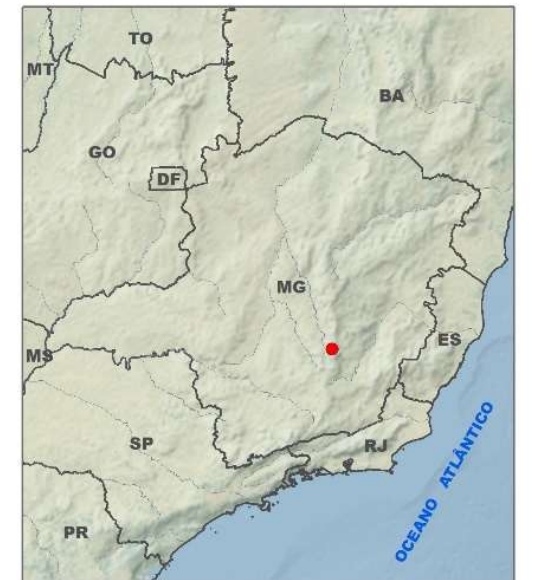 TO
MT
BA
GO
DF
MG
ES
MS
RJ
SP
OCEANO ATLÂNTICO
PR